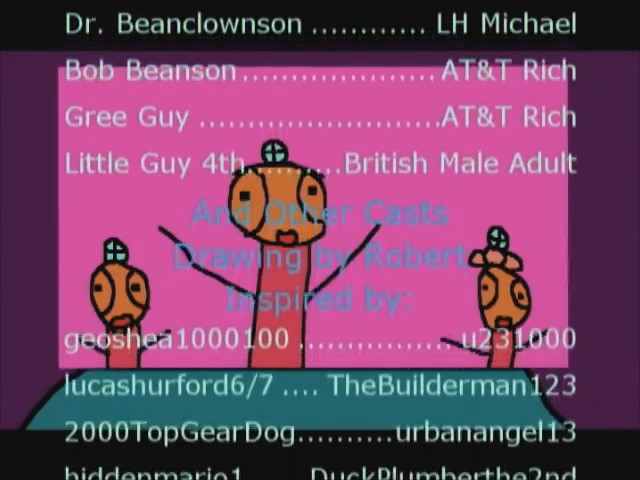 Dr. Beanclownson ............ LH Michael
Bob Beanson.................... AT&T Rich
Gree Guy .........................AT&T Rich
Little Guy 4th..........British Male Adult
And Other Casts
Drawing by Robert
Inspired by:
geoshea1000100 ................ u231000
lucashurford6/7 .... TheBuilderman123
2000TopGearDog..........urbanangel13
hiddenmario1 DuckPlumberthe2nd